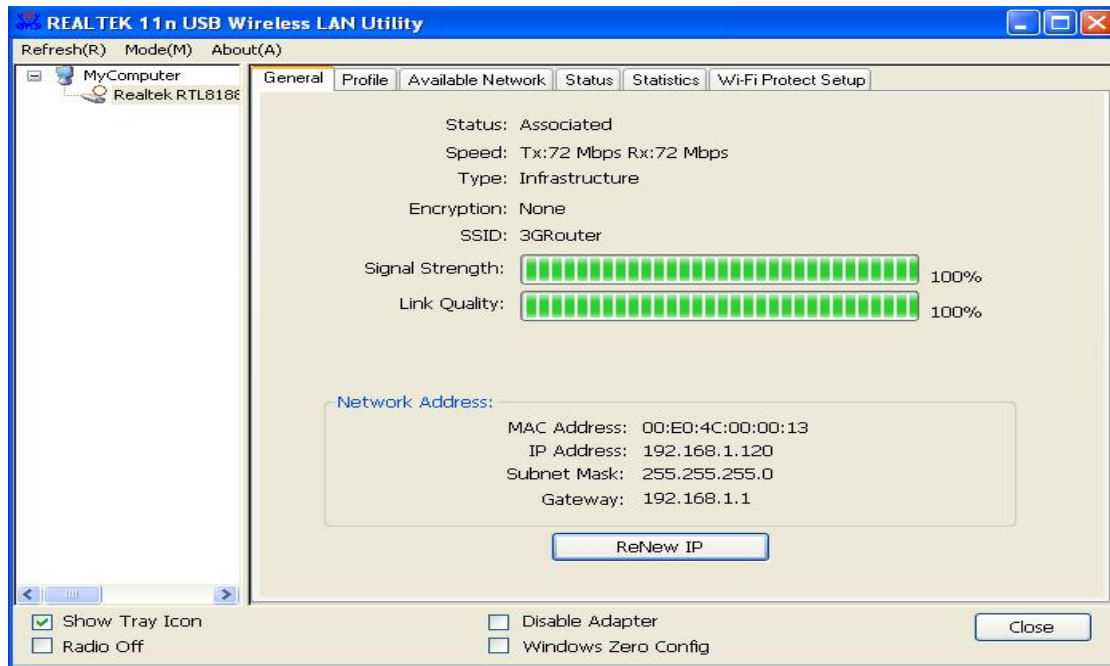 REALTEK 11n USB Wireless LAN Utility
Refresh(R) Mode(M) About(A)
MyComputer
Realtek RTL8188
General Profile Available Network Status Statistics Wi-Fi Protect Setup
Status: Associated
Speed: Tx:72 Mbps Rx:72 Mbps
Type: Infrastructure
Encryption: None
SSID: 3GRouter
Signal Strength: 100%
Link Quality: 100%
Network Address:
MAC Address: 00:E0:4C:00:00:13
IP Address: 192.168.1.120
Subnet Mask: 255.255.255.0
Gateway: 192.168.1.1
ReNew IP
Show Tray Icon Disable Adapter Close
Radio Off Windows Zero Config